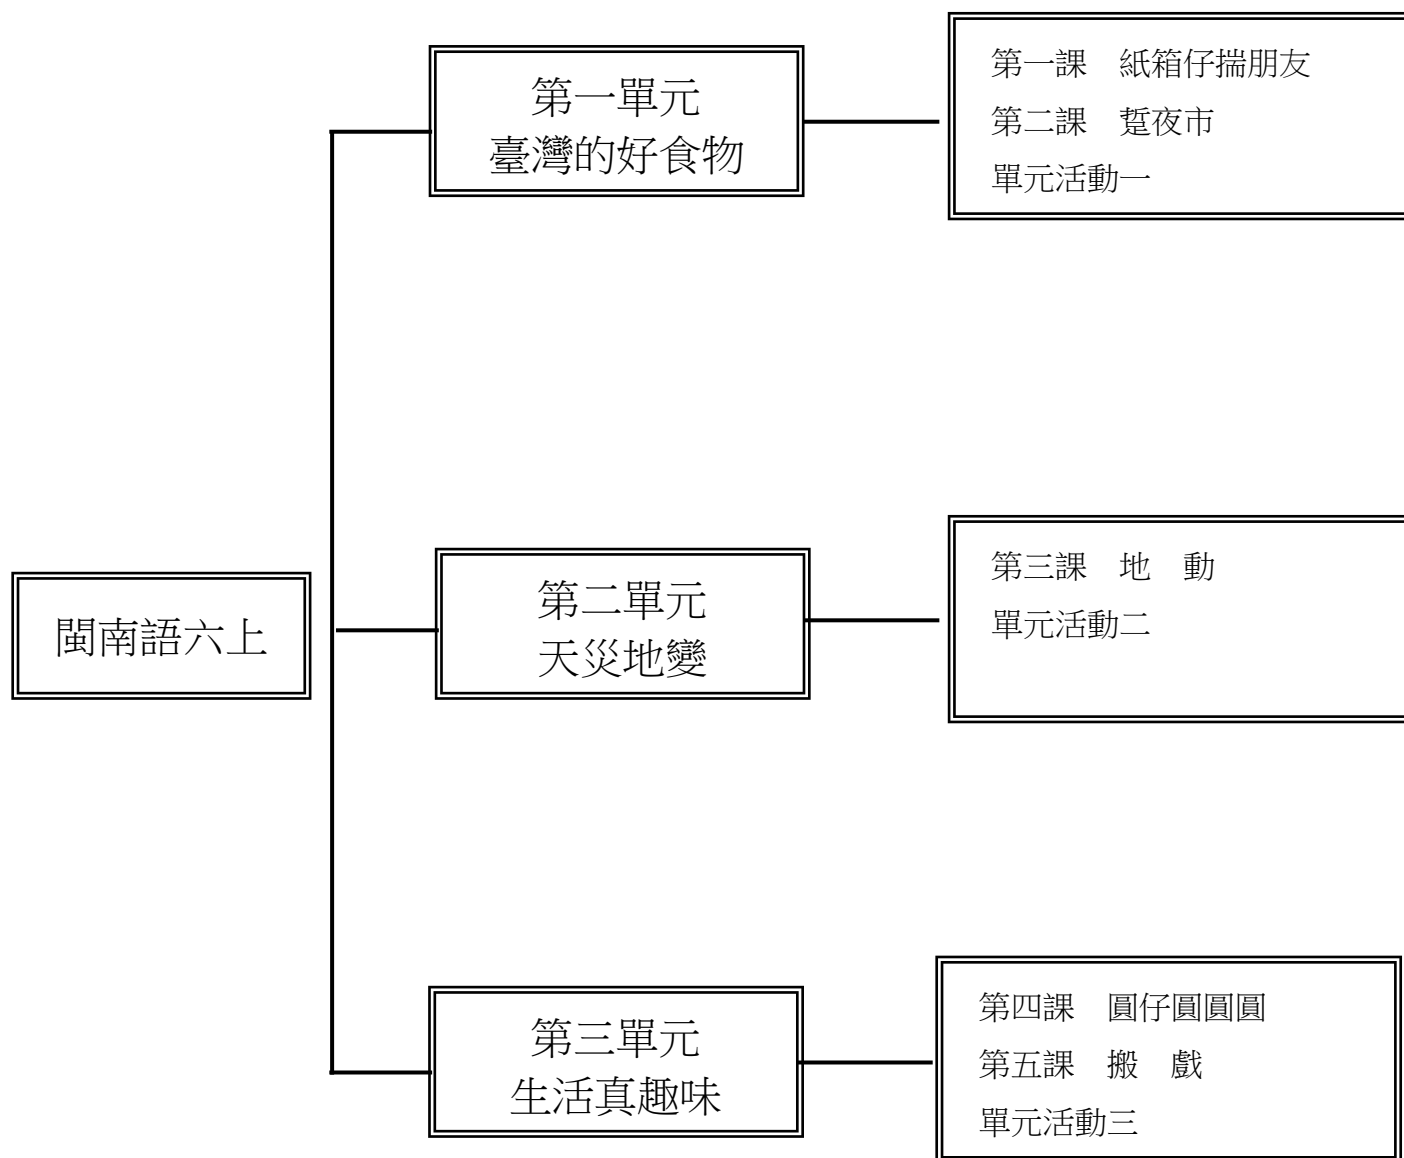 閩南語六上
第一單元
臺灣的好食物
第一課　紙箱仔揣朋友
第二課　踅夜市
單元活動一
第二單元
天災地變
第三課　地　動
單元活動二
第三單元
生活真趣味
第四課　圓仔圓圓圓
第五課　搬　戲
單元活動三